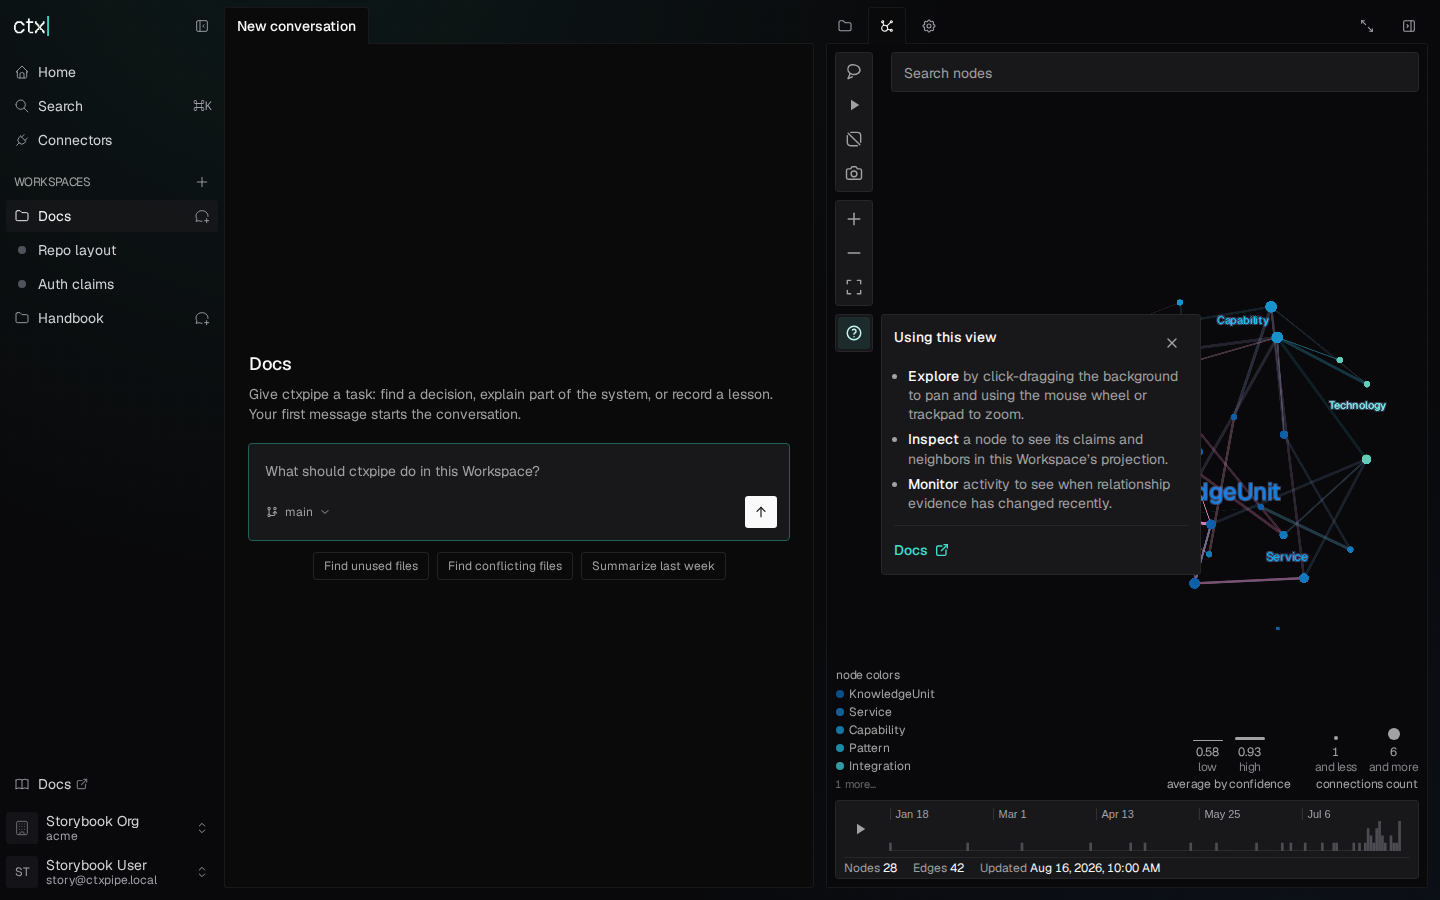 ctx
Home
Search ⌘K
Connectors
WORKSPACES
Docs
Repo layout
Auth claims
Handbook
Docs
Storybook Org
acme
ST
Storybook User
story@ctxpipe.local
New conversation
Docs
Give ctxpipe a task: find a decision, explain part of the system, or record a lesson.
Your first message starts the conversation.
What should ctxpipe do in this Workspace?
main
Find unused files
Find conflicting files
Summarize last week
Search nodes
Using this view
Explore by click-dragging the background
to pan and using the mouse wheel or
trackpad to zoom.
Inspect a node to see its claims and
neighbors in this Workspace's projection.
Monitor activity to see when relationship
evidence has changed recently.
Docs
Capability
Technology
dgeUnit
Service
node colors
KnowledgeUnit
Service
Capability
Pattern
Integration
1 more...
0.58 0.93
low high
average by confidence
1 6
and less and more
connections count
Jan 18 Mar 1 Apr 13 May 25 Jul 6
Nodes 28 Edges 42 Updated Aug 16, 2026, 10:00 AM